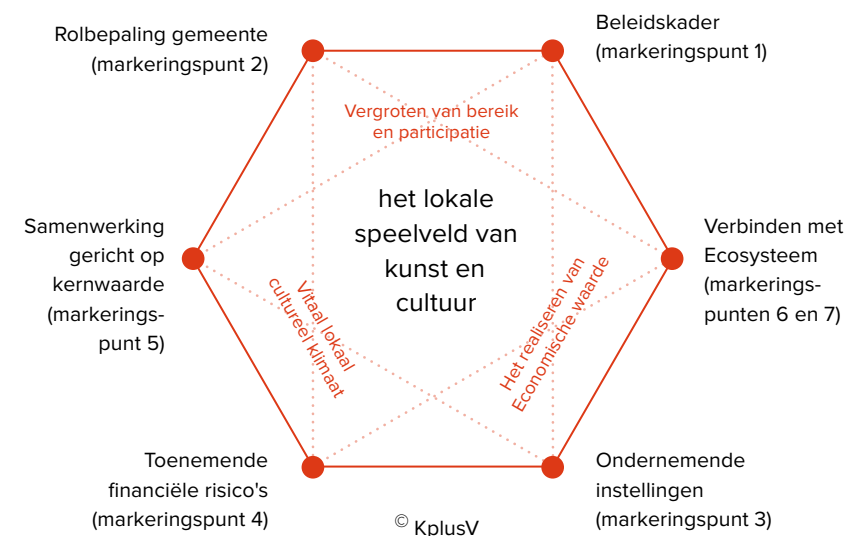 Rolbepaling gemeente
(markeringspunt 2)
Beleidskader
(markeringspunt 1)
Vergroten van bereik
en participatie
het lokale
speelveld van
kunst en
cultuur
Samenwerking
gericht op
kernwaarde
(markerings-
punt 5)
Verbinden met
Ecosysteem
(markerings-
punten 6 en 7)
Vitaal lokaal
cultureel klimaat
Het realiseren van
Economische waarde
Toenemende
financiële risico's
(markeringspunt 4)
Ondernemende
instellingen
(markeringspunt 3)
© KplusV